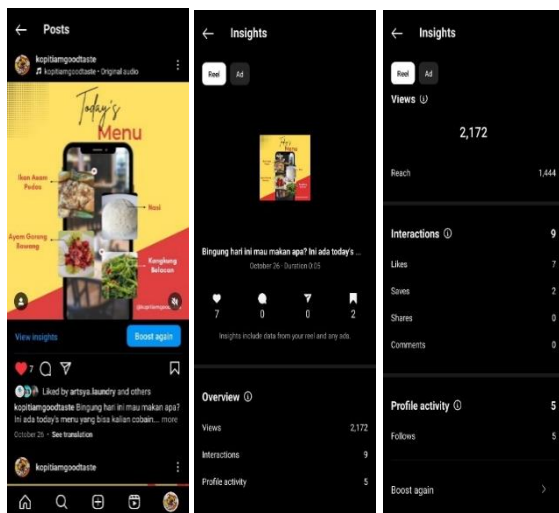 Posts
kopitiamgoodtaste
kopitiamgoodtaste • Original audio
Today's
Menu
Ikan Asam
Pedas
Nasi
Ayam Goreng
Bawang
Kangkung
Belacan
View insights
Boost again
7
Liked by artsya.laundry and others
kopitiamgoodtaste Bingung hari ini mau makan apa?
Ini ada today's menu yang bisa kalian cobain... more
October 26 • See translation
kopitiamgoodtaste
Insights
Reel Ad
Today's
Menu
Bingung hari ini mau makan apa? Ini ada today's ...
October 26 · Duration 0:05
7 0 0 2
Insights include data from your reel and any ads.
Overview
Views 2,172
Interactions 9
Profile activity 5
Insights
Reel Ad
Views
2,172
Reach 1,444
Interactions 9
Likes 7
Saves 2
Shares 0
Comments 0
Profile activity 5
Follows 5
Boost again